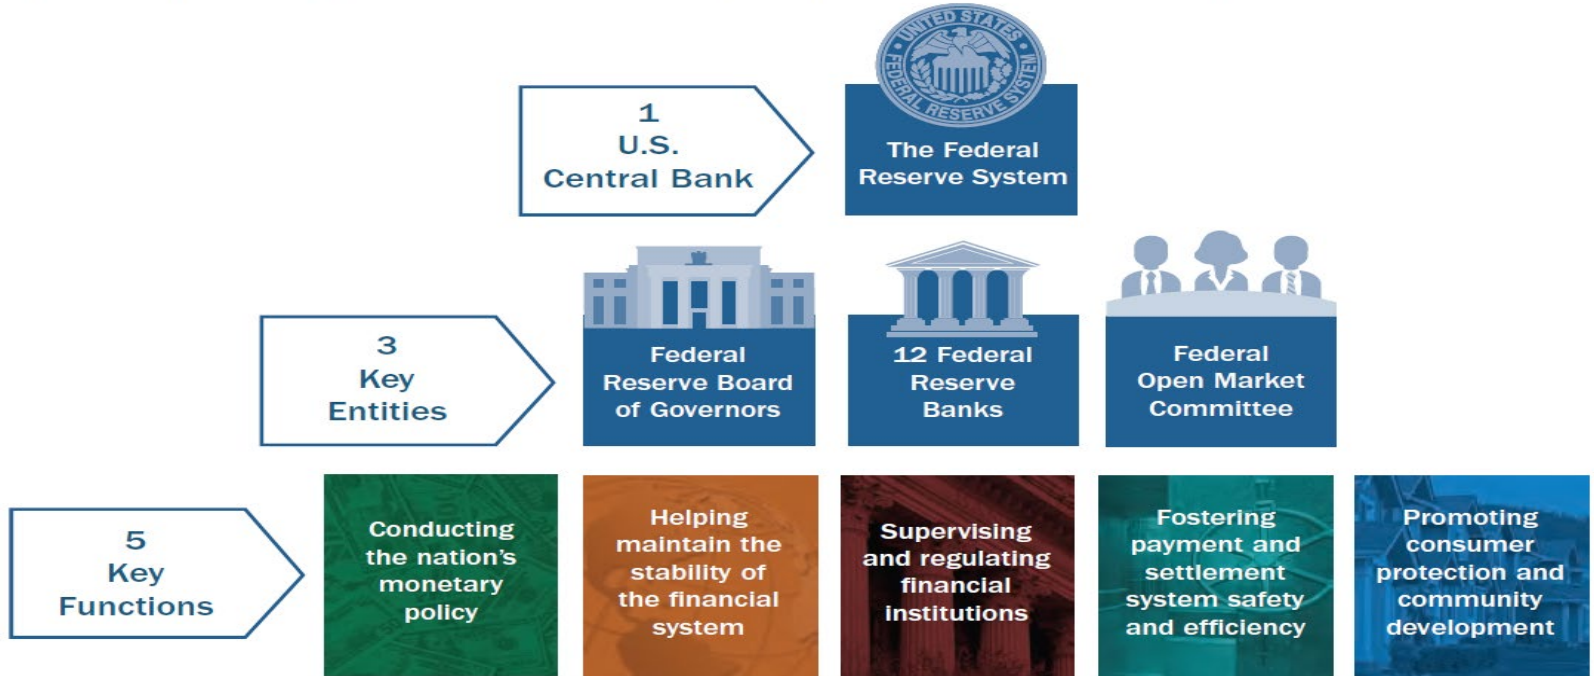 1
U.S.
Central Bank
UNITED STATES
FEDERAL RESERVE SYSTEM
The Federal
Reserve System
3
Key
Entities
Federal
Reserve Board
of Governors
12 Federal
Reserve
Banks
Federal
Open Market
Committee
5
Key
Functions
Conducting
the nation’s
monetary
policy
Helping
maintain the
stability of
the financial
system
Supervising
and regulating
financial
institutions
Fostering
payment and
settlement
system safety
and efficiency
Promoting
consumer
protection and
community
development